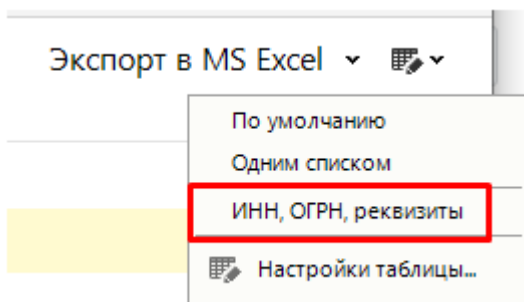 Экспорт в MS Excel
По умолчанию
Одним списком
ИНН, ОГРН, реквизиты
Настройки таблицы...